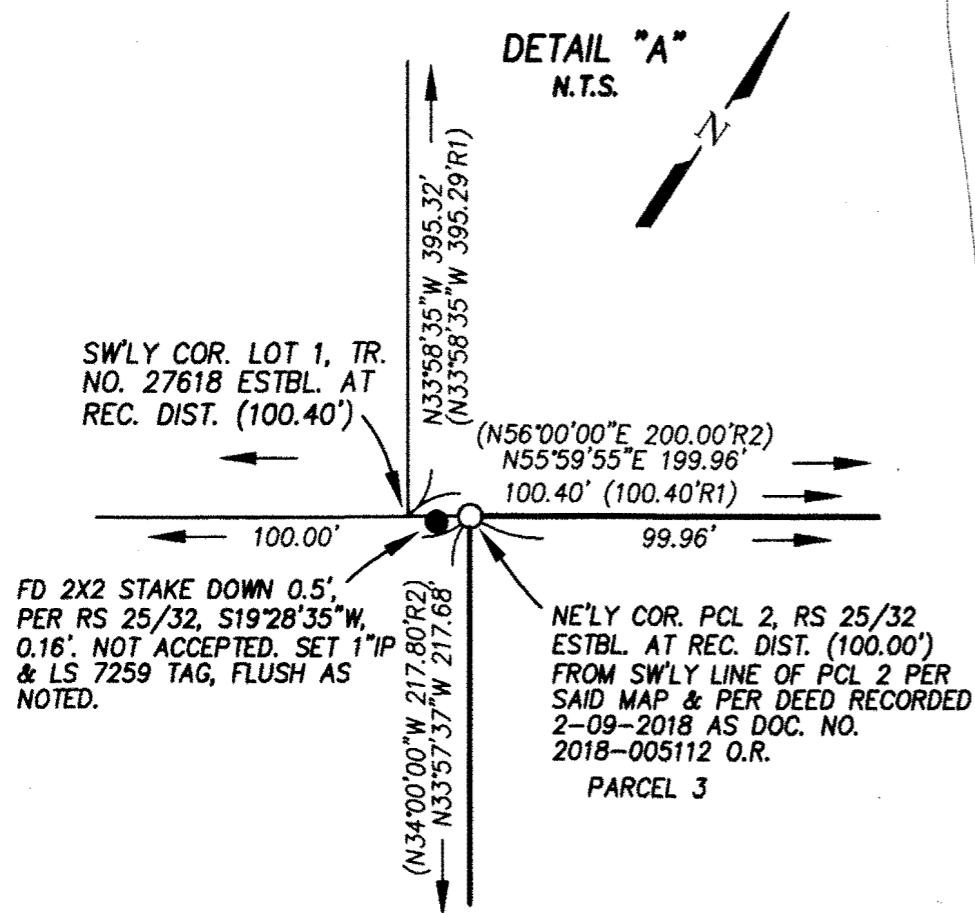 DETAIL "A"
N.T.S.
N
N33°58'35"W 395.32'
(N33°58'35"W 395.29'R1)
SW'LY COR. LOT 1, TR.
NO. 27618 ESTBL. AT
REC. DIST. (100.40')
(N56°00'00"E 200.00'R2)
N55°59'55"E 199.96'
100.40' (100.40'R1)
100.00'
99.96'
FD 2X2 STAKE DOWN 0.5',
PER RS 25/32, S19°28'35"W,
0.16'. NOT ACCEPTED. SET 1"IP
& LS 7259 TAG, FLUSH AS
NOTED.
(N34°00'00"W 217.80'R2)
N33°57'37"W 217.68'
NE'LY COR. PCL 2, RS 25/32
ESTBL. AT REC. DIST. (100.00')
FROM SW'LY LINE OF PCL 2 PER
SAID MAP & PER DEED RECORDED
2-09-2018 AS DOC. NO.
2018-005112 O.R.
PARCEL 3